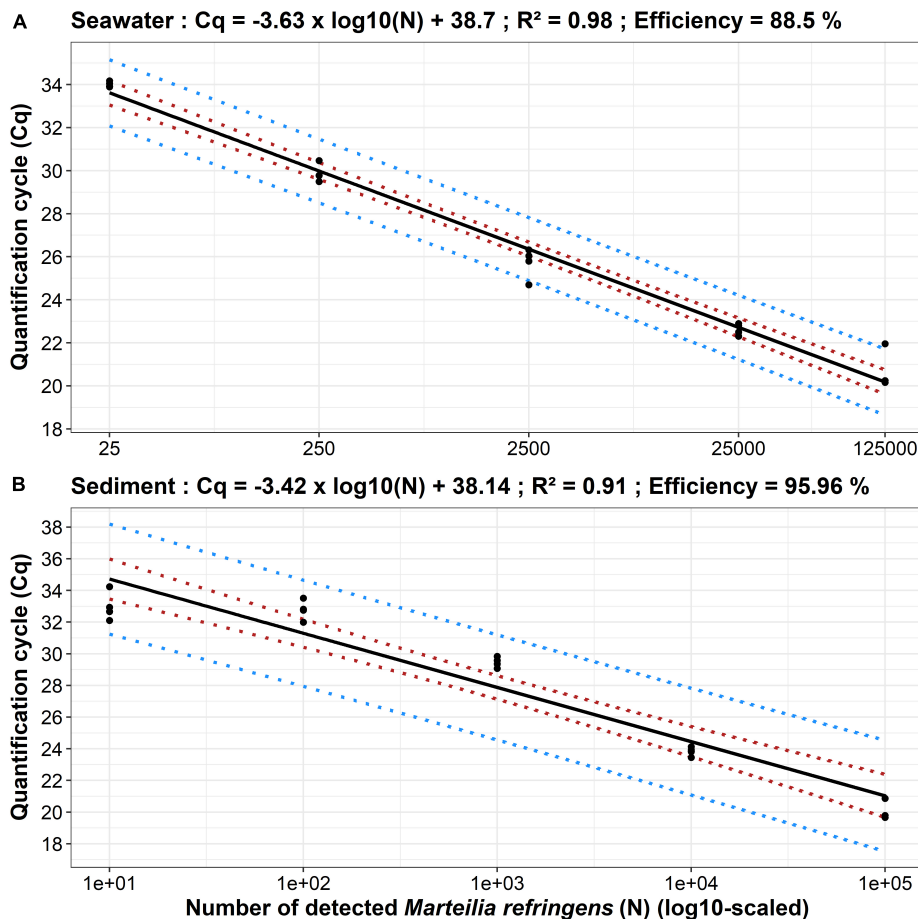 A Seawater : Cq = -3.63 x log10(N) + 38.7 ; R² = 0.98 ; Efficiency = 88.5 %
Quantification cycle (Cq)
34
32
30
28
26
24
22
20
18
25 250 2500 25000 125000
B Sediment : Cq = -3.42 x log10(N) + 38.14 ; R² = 0.91 ; Efficiency = 95.96 %
Quantification cycle (Cq)
38
36
34
32
30
28
26
24
22
20
18
1e+01 1e+02 1e+03 1e+04 1e+05
Number of detected Marteilia refringens (N) (log10-scaled)